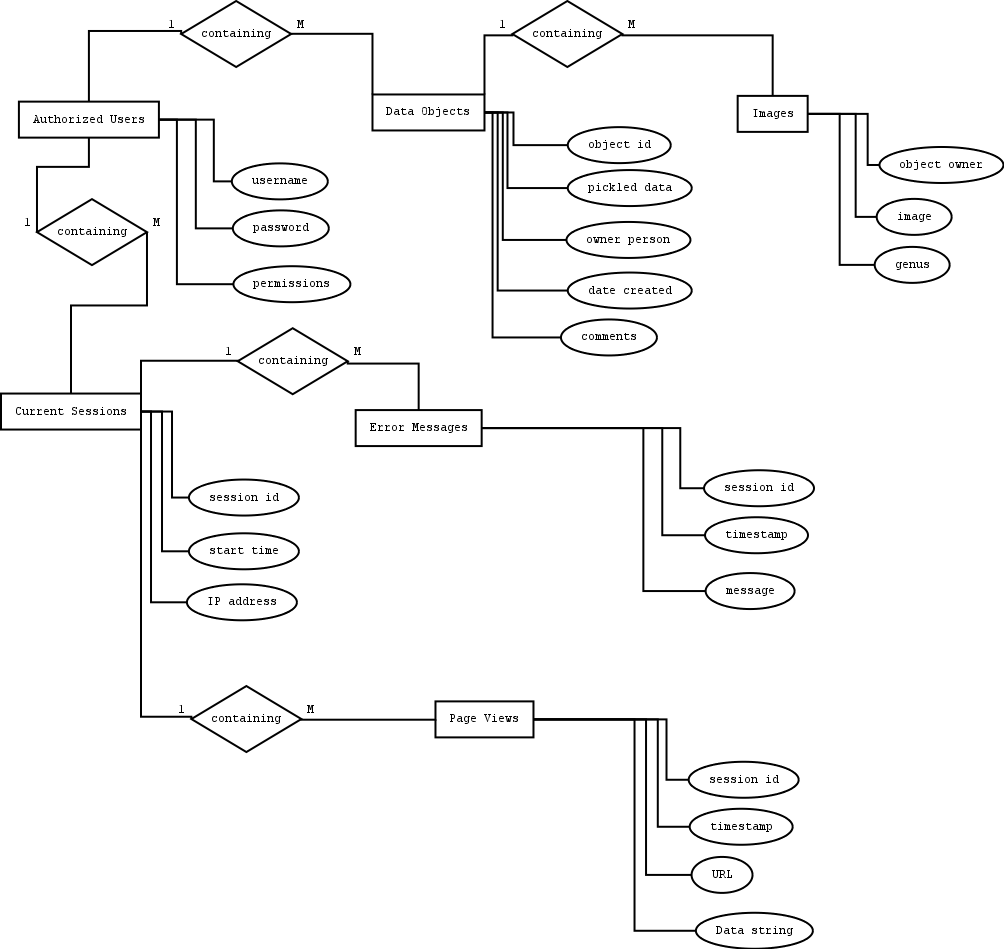 1
containing
M
1
containing
M
Authorized Users
Data Objects
Images
username
password
permissions
object id
pickled data
owner person
date created
comments
object owner
image
genus
1
containing
M
1
containing
M
Current Sessions
Error Messages
session id
start time
IP address
session id
timestamp
message
1
containing
M
Page Views
session id
timestamp
URL
Data string